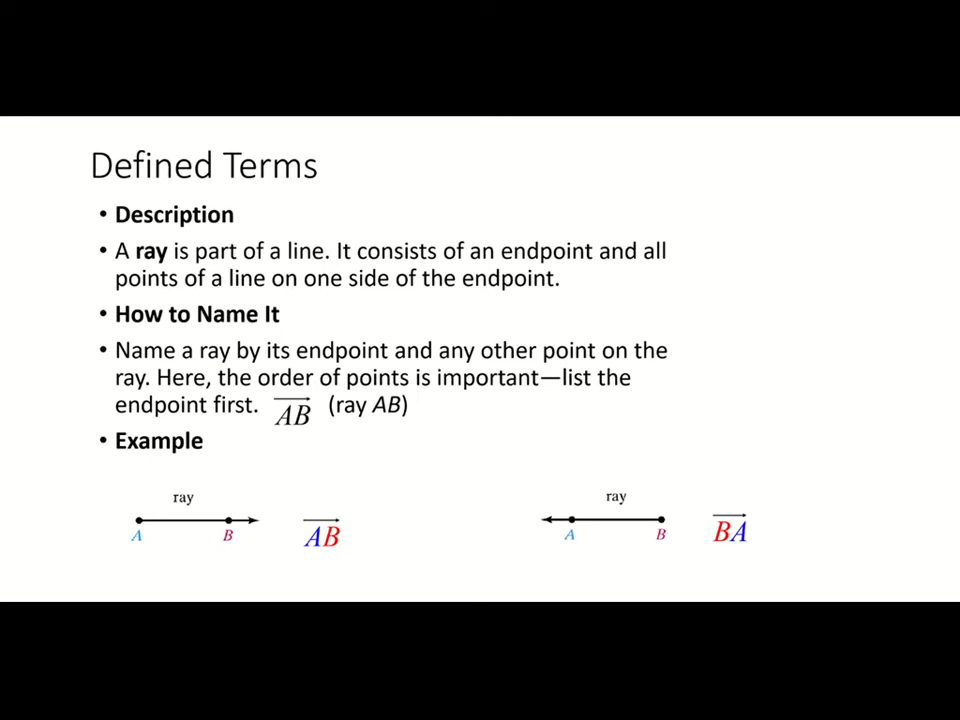 Defined Terms
• Description
• A ray is part of a line. It consists of an endpoint and all
points of a line on one side of the endpoint.
• How to Name It
• Name a ray by its endpoint and any other point on the
ray. Here, the order of points is important—list the
endpoint first. AB (ray AB)
• Example
ray
A B
AB
ray
A B
BA